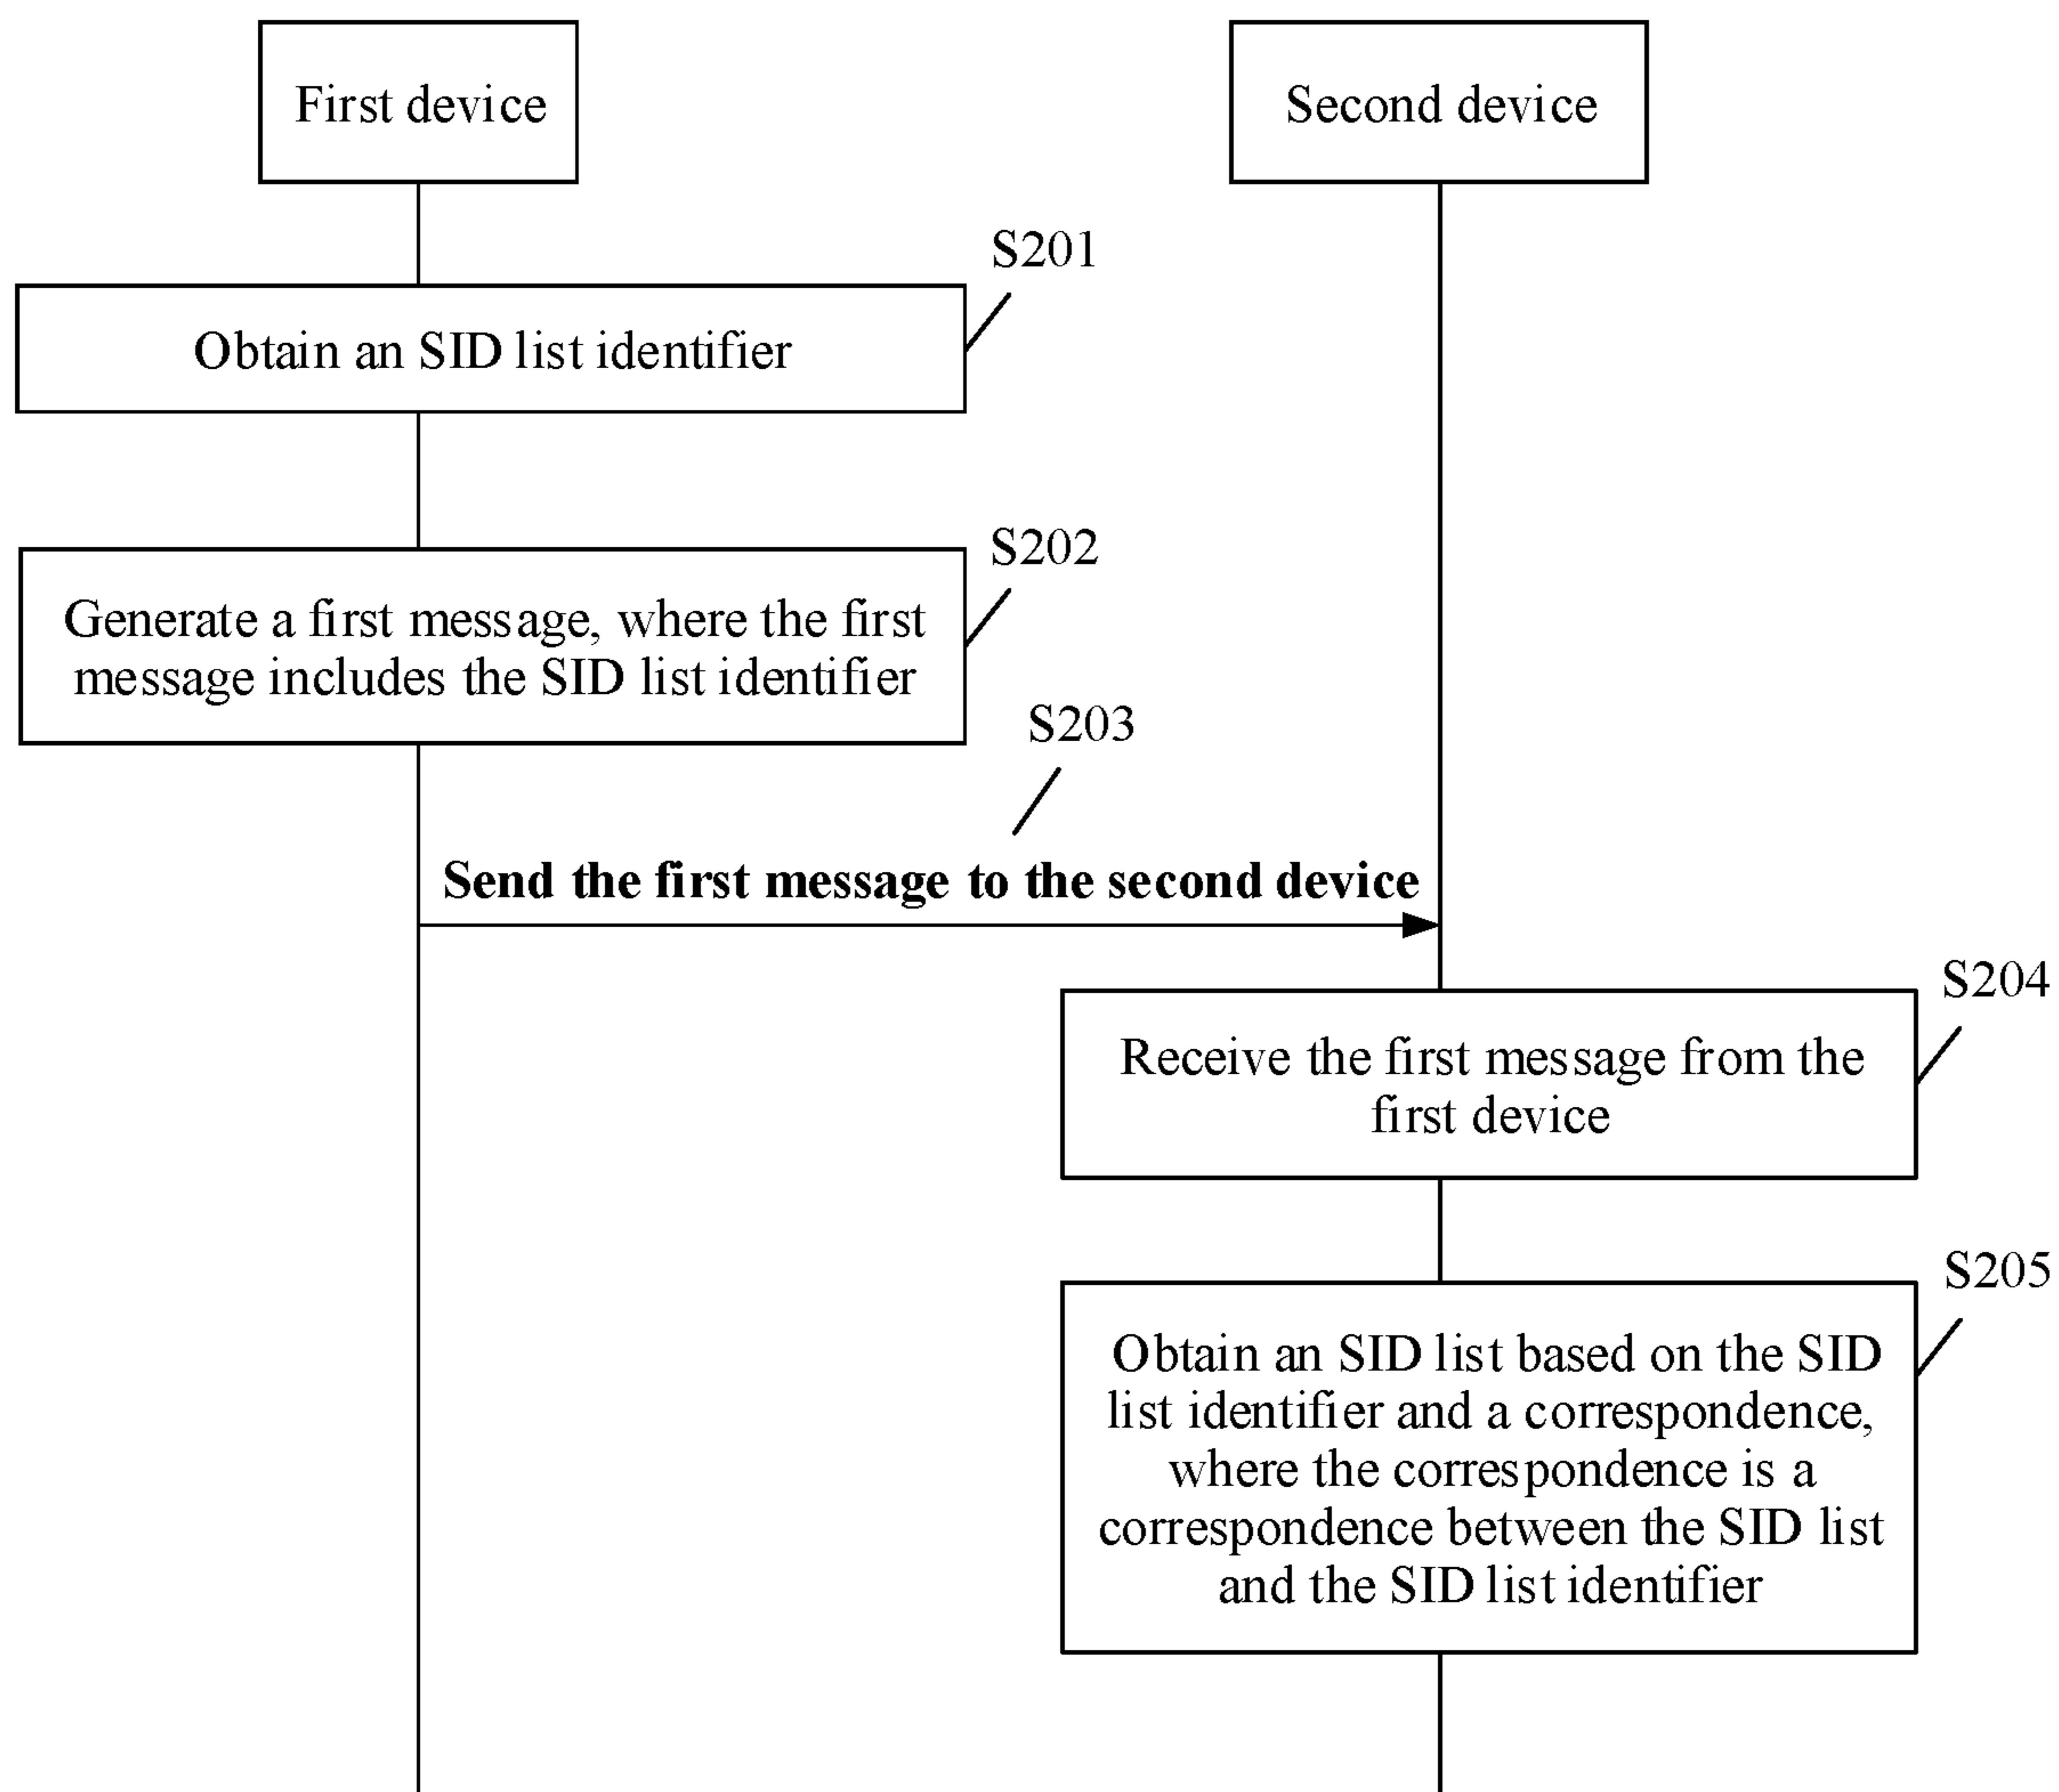 First device
Second device
S201
Obtain an SID list identifier
S202
Generate a first message, where the first
message includes the SID list identifier
S203
Send the first message to the second device
S204
Receive the first message from the
first device
S205
Obtain an SID list based on the SID
list identifier and a correspondence,
where the correspondence is a
correspondence between the SID list
and the SID list identifier